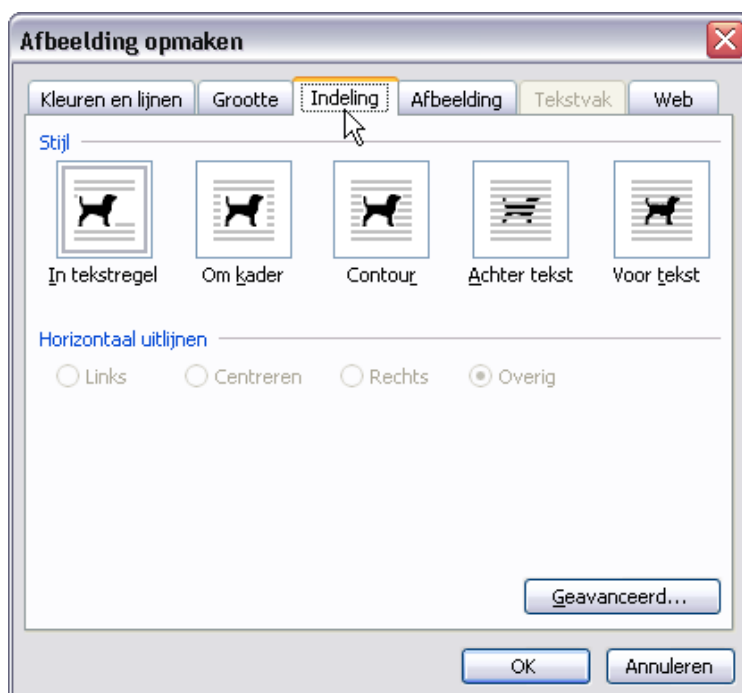 Afbeelding opmaken
Kleuren en lijnen Grootte Indeling Afbeelding Tekstvak Web
Stijl
In tekstregel Om kader Contour Achter tekst Voor tekst
Horizontaal uitlijnen
Links Centreren Rechts Overig
Geavanceerd...
OK Annuleren